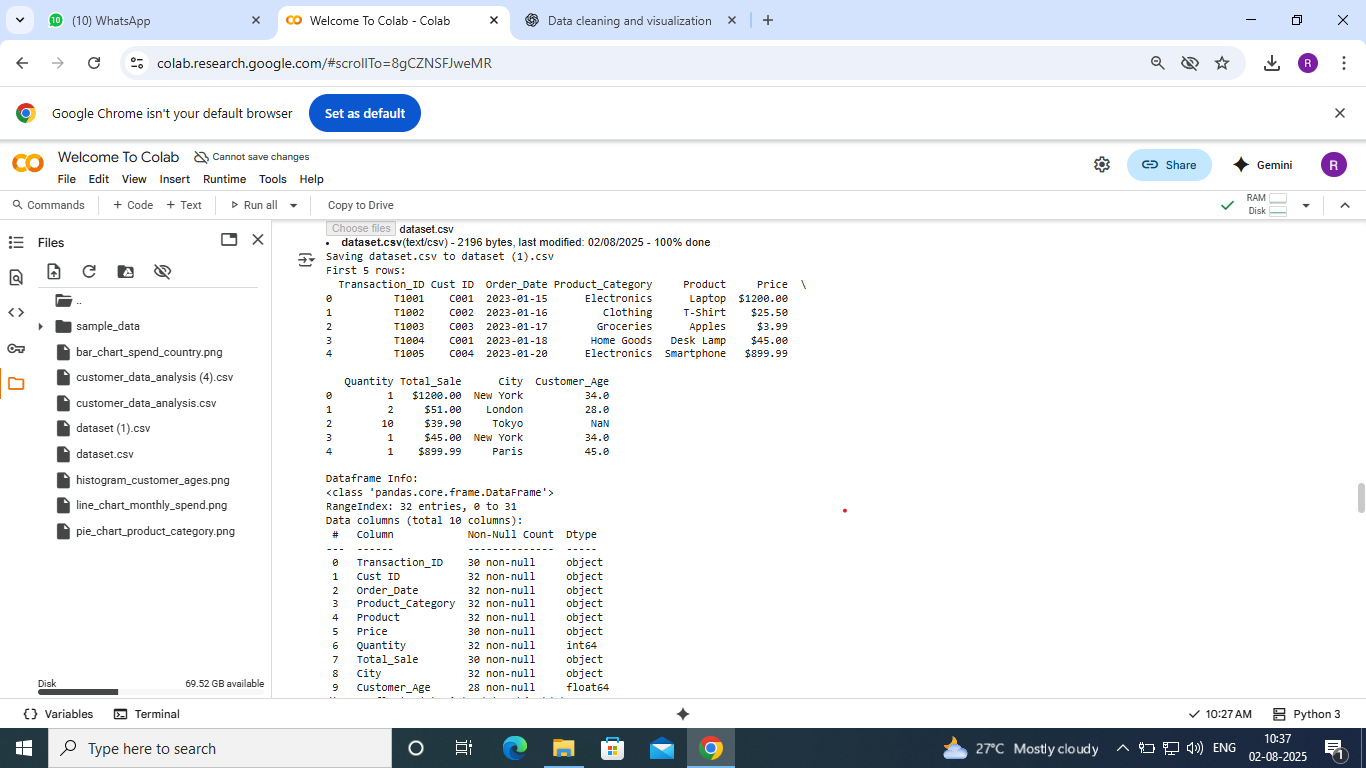 10 (10) WhatsApp
Welcome To Colab - Colab
Data cleaning and visualization
colab.research.google.com/#scrollTo=8gCZNSFJweMR
R
Google Chrome isn't your default browser
Set as default
Welcome To Colab
Cannot save changes
File Edit View Insert Runtime Tools Help
Share
Gemini
R
Commands + Code + Text Run all Copy to Drive
RAM
Disk
Files
..
sample_data
bar_chart_spend_country.png
customer_data_analysis (4).csv
customer_data_analysis.csv
dataset (1).csv
dataset.csv
histogram_customer_ages.png
line_chart_monthly_spend.png
pie_chart_product_category.png
Disk 69.52 GB available
Choose files dataset.csv
• dataset.csv(text/csv) - 2196 bytes, last modified: 02/08/2025 - 100% done
Saving dataset.csv to dataset (1).csv
First 5 rows:
Transaction_ID Cust ID Order_Date Product_Category Product Price \
0 T1001 C001 2023-01-15 Electronics Laptop $1200.00
1 T1002 C002 2023-01-16 Clothing T-Shirt $25.50
2 T1003 C003 2023-01-17 Groceries Apples $3.99
3 T1004 C001 2023-01-18 Home Goods Desk Lamp $45.00
4 T1005 C004 2023-01-20 Electronics Smartphone $899.99
Quantity Total_Sale City Customer_Age
0 1 $1200.00 New York 34.0
1 2 $51.00 London 28.0
2 10 $39.90 Tokyo NaN
3 1 $45.00 New York 34.0
4 1 $899.99 Paris 45.0
Dataframe Info:
<class 'pandas.core.frame.DataFrame'>
RangeIndex: 32 entries, 0 to 31
Data columns (total 10 columns):
# Column Non-Null Count Dtype
--- ------ -------------- -----
0 Transaction_ID 30 non-null object
1 Cust ID 32 non-null object
2 Order_Date 32 non-null object
3 Product_Category 32 non-null object
4 Product 32 non-null object
5 Price 30 non-null object
6 Quantity 32 non-null int64
7 Total_Sale 30 non-null object
8 City 32 non-null object
9 Customer_Age 28 non-null float64
Variables
Terminal
10:27 AM
Python 3
Type here to search
27°C Mostly cloudy
ENG
10:37
02-08-2025
1